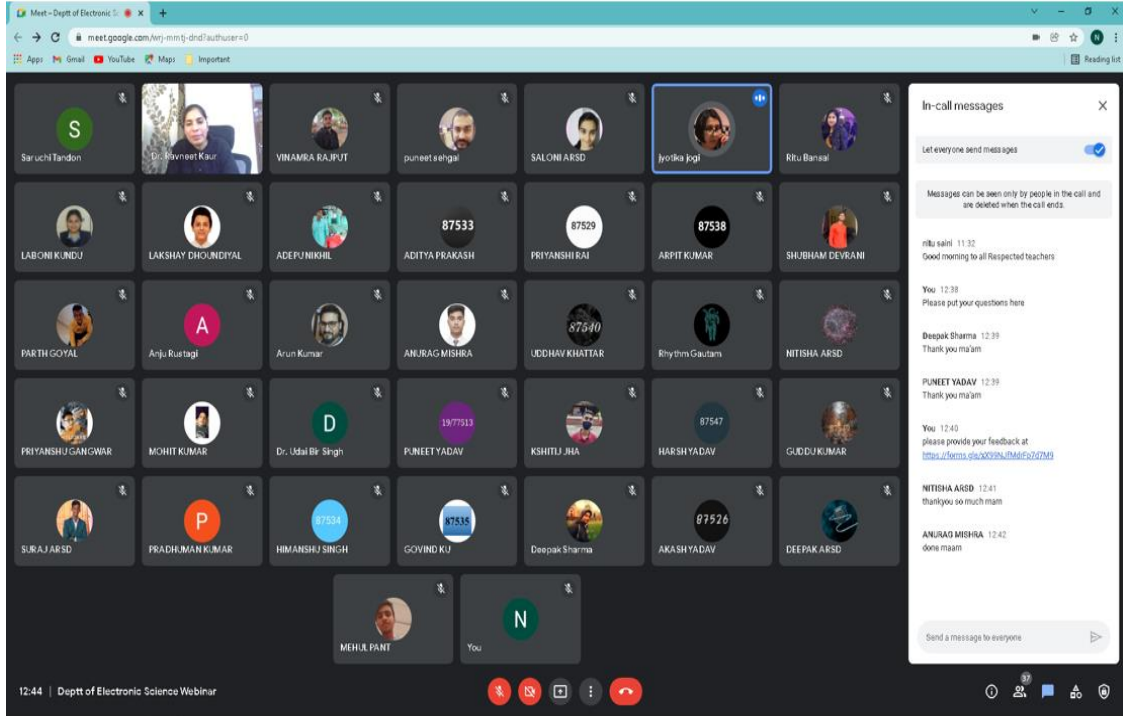 Meet – Deptt of Electronic S
meet.google.com/wrj-mmtj-dnd?authuser=0
N
Apps Gmail YouTube Maps Important Reading list
S
Saruchi Tandon
Dr. Ravneet Kaur
VINAMRA RAJPUT
puneet sehgal
SALONI ARSD
jyotika jogi
Ritu Bansal
LABONI KUNDU
LAKSHAY DHOUNDIYAL
ADEPU NIKHIL
87533
ADITYA PRAKASH
87529
PRIYANSHI RAI
87538
ARPIT KUMAR
SHUBHAM DEVRANI
PARTH GOYAL
A
Anju Rustagi
Arun Kumar
ANURAG MISHRA
87540
UDDHAV KHATTAR
Rhythm Gautam
NITISHA ARSD
PRIYANSHU GANGWAR
MOHIT KUMAR
D
Dr. Udai Bir Singh
19/77513
PUNEET YADAV
KSHITIJ JHA
87547
HARSH YADAV
GUDDU KUMAR
SURAJ ARSD
P
PRADHUMAN KUMAR
87534
HIMANSHU SINGH
87535
GOVIND KU
Deepak Sharma
87526
AKASH YADAV
DEEPAK ARSD
MEHUL PANT
N
You
In-call messages
Let everyone send messages
Messages can be seen only by people in the call and
are deleted when the call ends.
ritu saini 11:32
Good morning to all Respected teachers
You 12:38
Please put your questions here
Deepak Sharma 12:39
Thank you ma'am
PUNEET YADAV 12:39
Thank you ma'am
You 12:40
please provide your feedback at
NITISHA ARSD 12:41
thankyou so much mam
ANURAG MISHRA 12:42
done maam
Send a message to everyone
12:44 | Deptt of Electronic Science Webinar
37